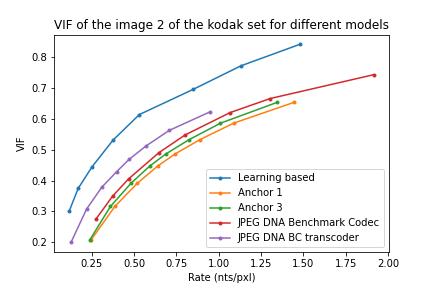 VIF of the image 2 of the kodak set for different models
VIF
0.8
0.7
0.6
0.5
0.4
0.3
0.2
Learning based
Anchor 1
Anchor 3
JPEG DNA Benchmark Codec
JPEG DNA BC transcoder
0.25 0.50 0.75 1.00 1.25 1.50 1.75 2.00
Rate (nts/pxl)